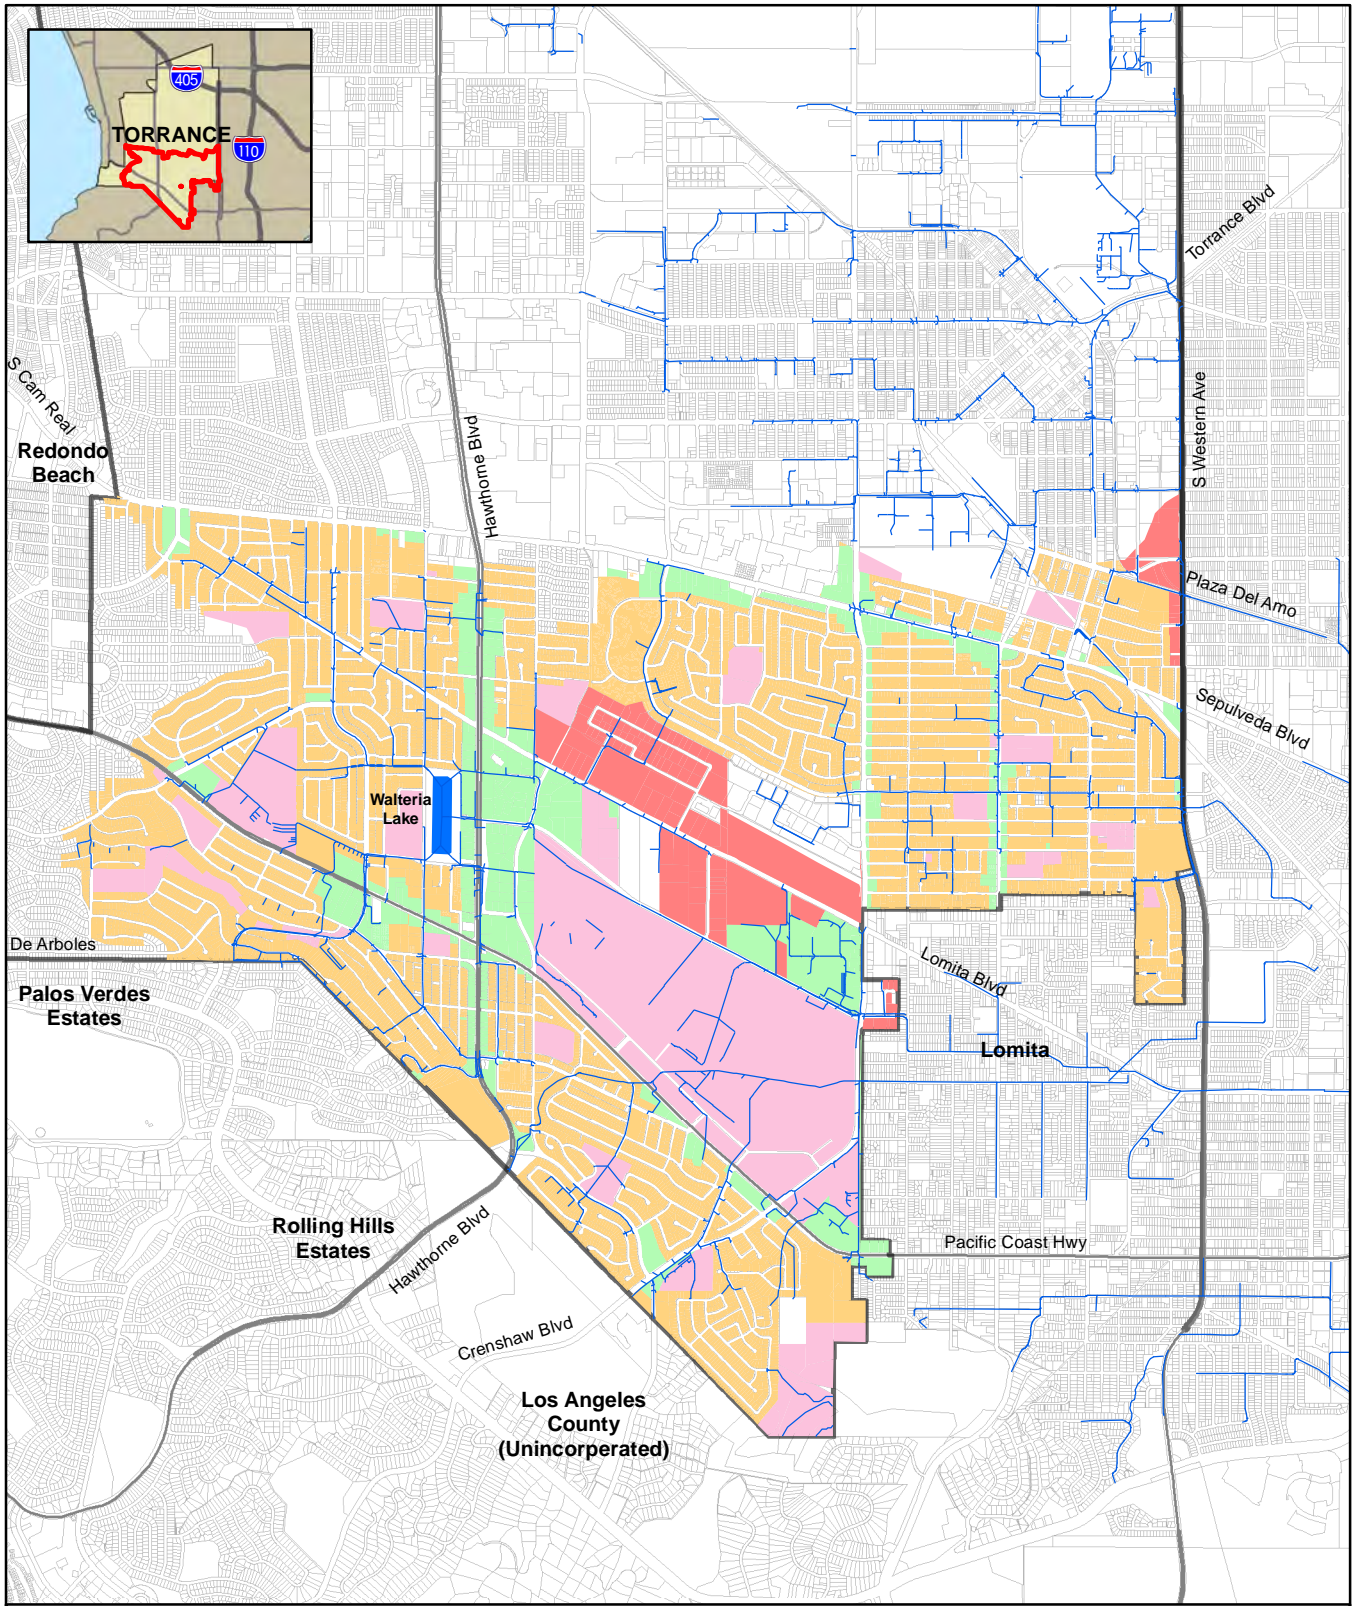 405
TORRANCE
110
Torrance Blvd
S Cam Real
Redondo
Beach
Hawthorne Blvd
S Western Ave
Plaza Del Amo
Sepulveda Blvd
Walteria
Lake
De Arboles
Lomita Blvd
Palos Verdes
Estates
Lomita
Rolling Hills
Estates
Hawthorne Blvd
Pacific Coast Hwy
Crenshaw Blvd
Los Angeles
County
(Unincorperated)